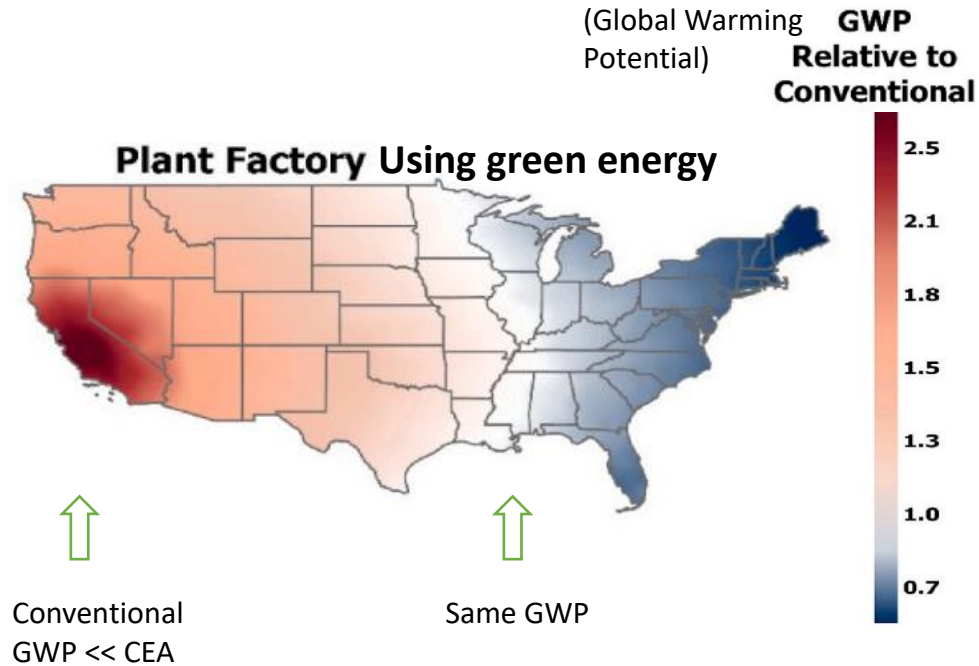 (Global Warming
Potential)
GWP
Relative to
Conventional
Plant Factory Using green energy
2.5
2.1
1.8
1.5
1.3
1.0
0.7
Conventional
GWP << CEA
Same GWP